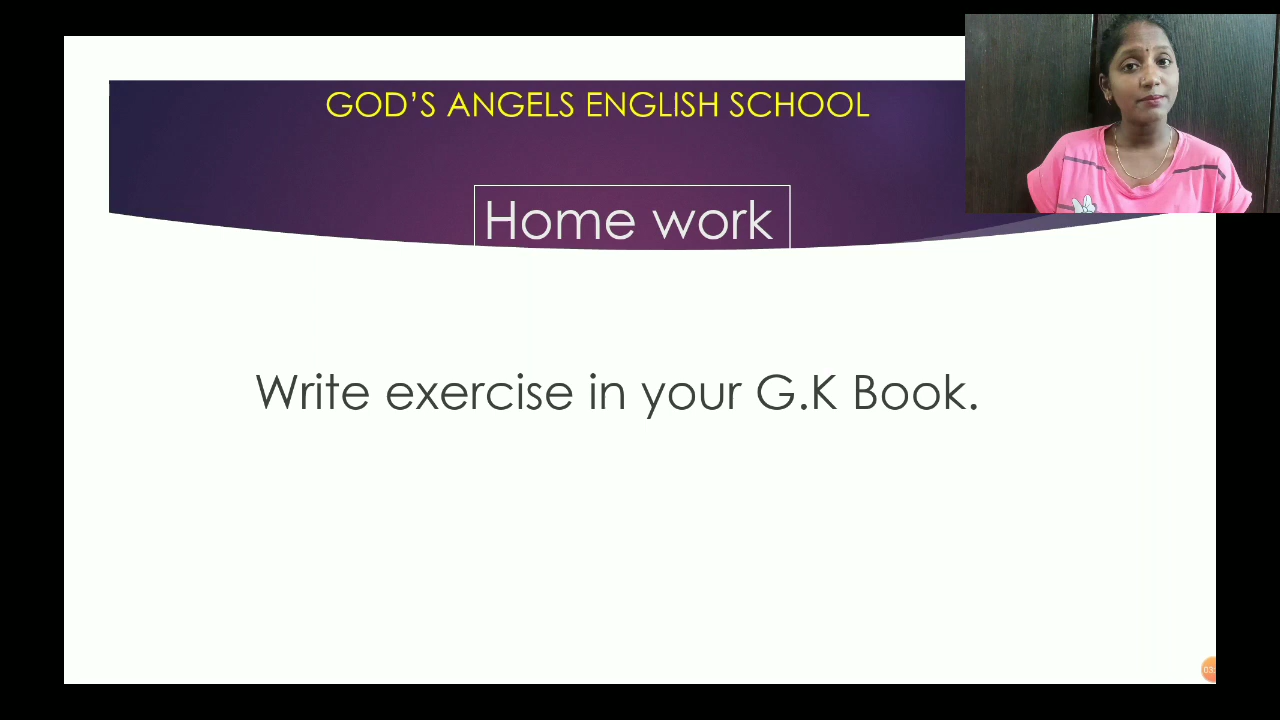 GOD’S ANGELS ENGLISH SCHOOL
Home work
Write exercise in your G.K Book.